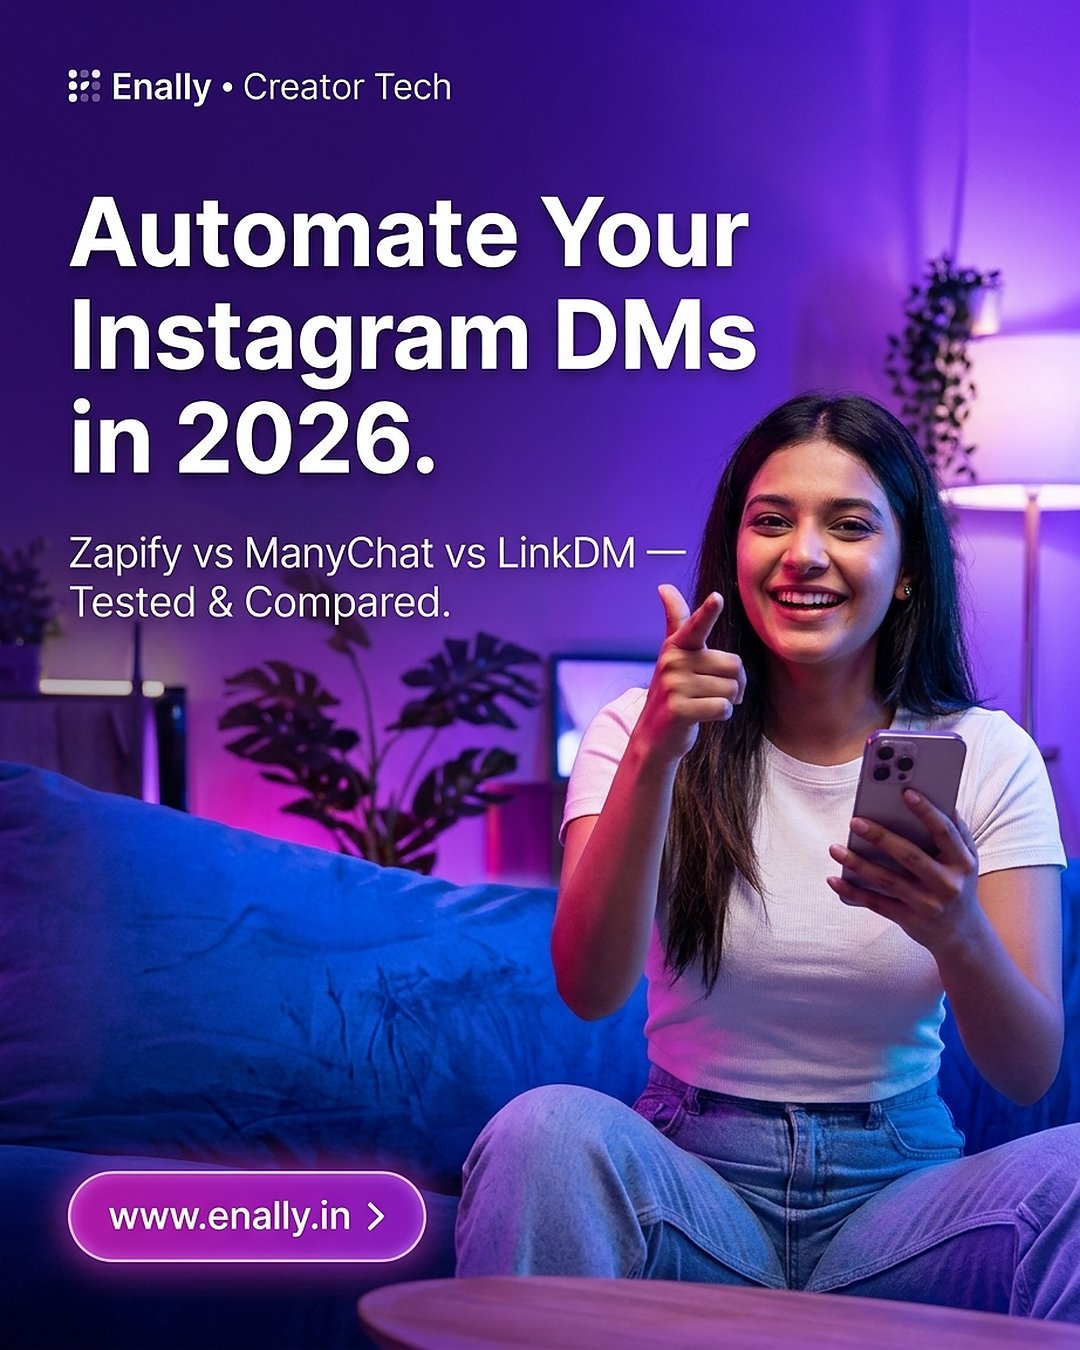 Enally • Creator Tech
Automate Your
Instagram DMs
in 2026.
Zapify vs ManyChat vs LinkDM —
Tested & Compared.
www.enally.in >